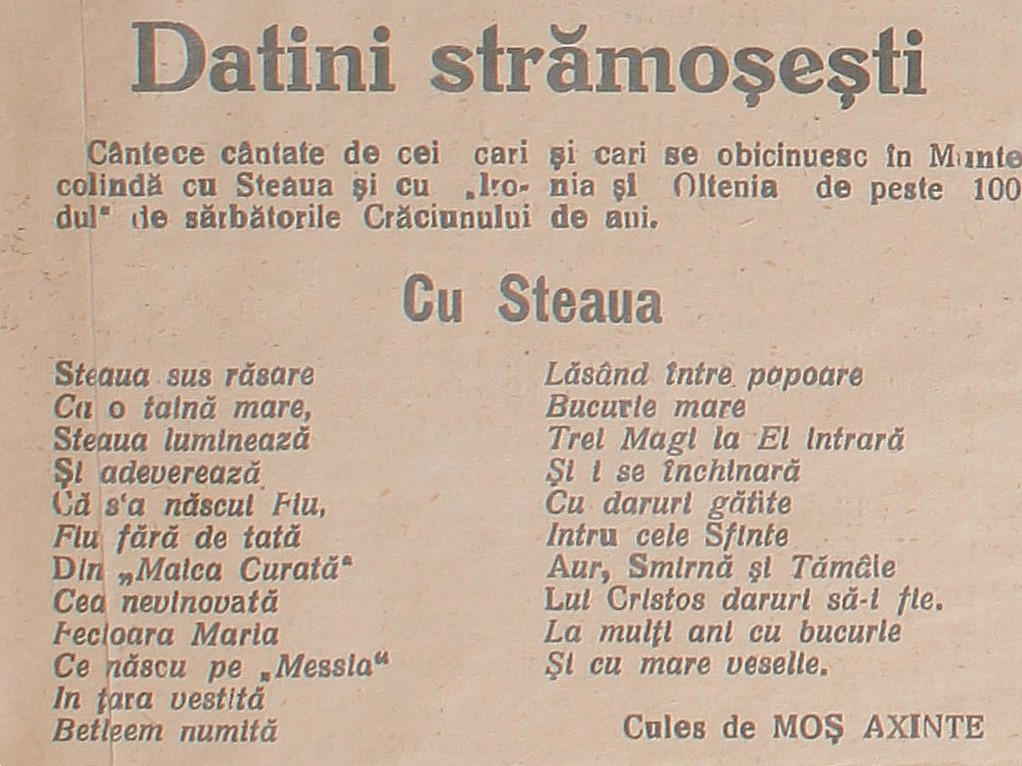 Datini strămoşeşti
Cântece cântate de cei cari
colindă cu Steaua şi cu „Iro-
dul“ de sărbătorile Crăciunului
şi cari se obicinuesc în Munte
nia şi Oltenia de peste 100
de ani.
Cu Steaua
Steaua sus răsare
Cu o taină mare,
Steaua luminează
Şi adeverează
Că s'a născut Fiu,
Fiu fără de tată
Din „Maica Curată“
Cea nevinovată
Fecioara Maria
Ce născu pe „Messia“
In ţara vestită
Betleem numită
Lăsând între popoare
Bucurie mare
Trei Magi la El intrară
Şi i se închinară
Cu daruri gătite
Intru cele Sfinte
Aur, Smirnă şi Tămâie
Lui Cristos daruri să-i fie.
La mulţi ani cu bucurie
Şi cu mare veselie.
Cules de MOŞ AXINTE